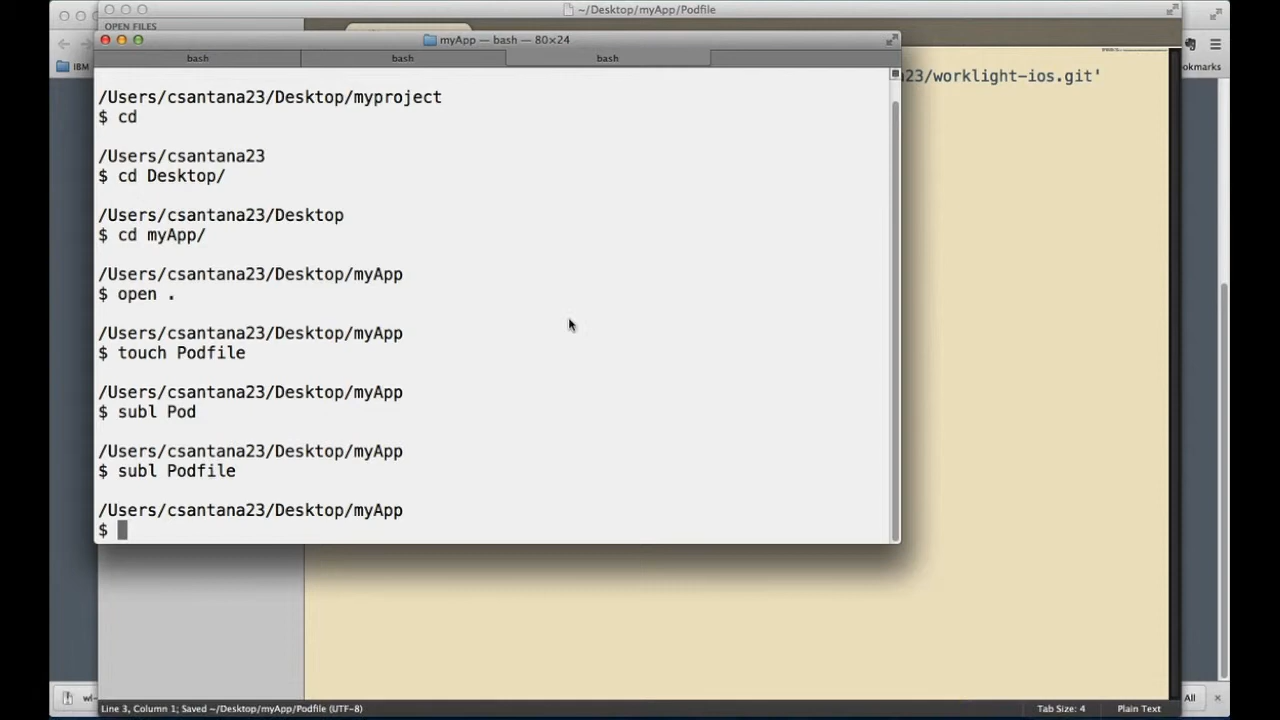 ~/Desktop/myApp/Podfile
OPEN FILES
myApp — bash — 80×24
bash
bash
bash
IBM
okmarks
a23/worklight-ios.git'
/Users/csantana23/Desktop/myproject
$ cd
/Users/csantana23
$ cd Desktop/
/Users/csantana23/Desktop
$ cd myApp/
/Users/csantana23/Desktop/myApp
$ open .
/Users/csantana23/Desktop/myApp
$ touch Podfile
/Users/csantana23/Desktop/myApp
$ subl Pod
/Users/csantana23/Desktop/myApp
$ subl Podfile
/Users/csantana23/Desktop/myApp
$
wl-
All
Line 3, Column 1; Saved ~/Desktop/myApp/Podfile (UTF-8)
Tab Size: 4
Plain Text